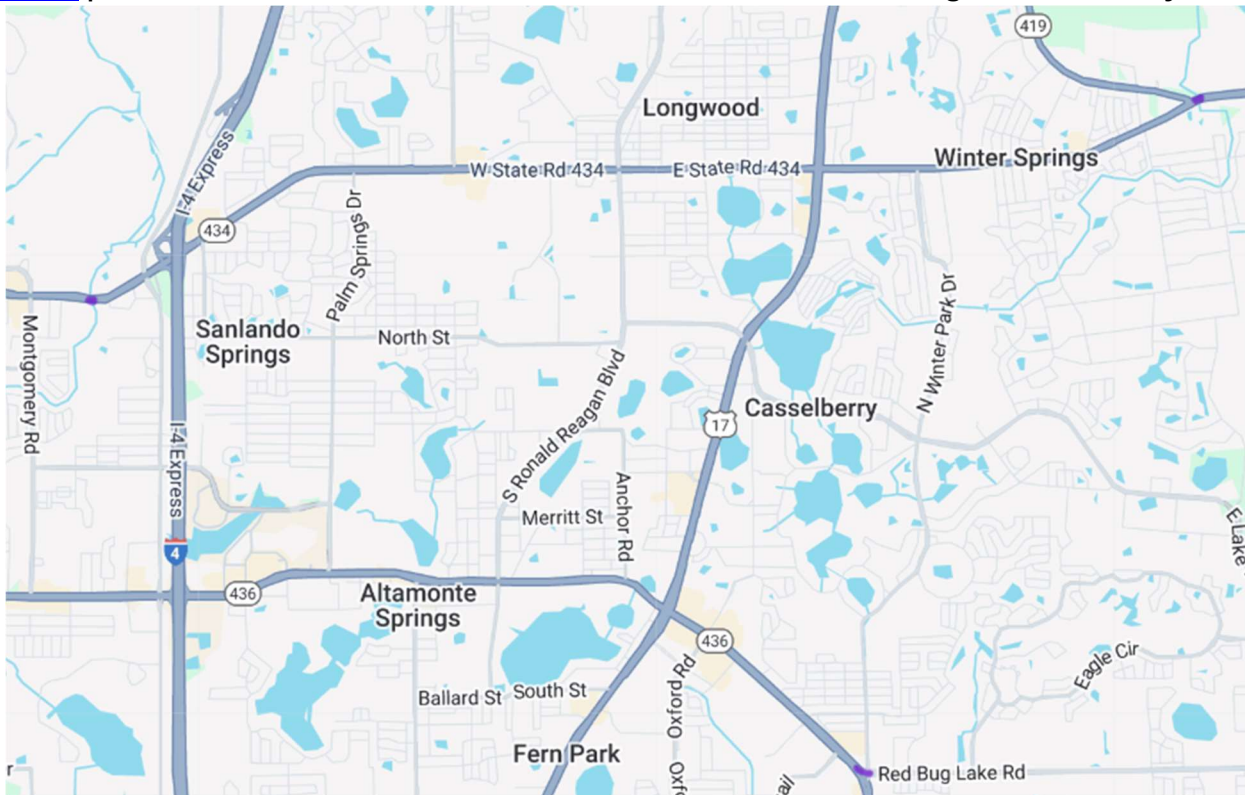 419
Longwood
I-4 Express
W State Rd 434
E State Rd 434
Winter Springs
434
Palm Springs Dr
Montgomery Rd
Sanlando
Springs
North St
N Winter Park Dr
S Ronald Reagan Blvd
17
Casselberry
I-4 Express
Anchor Rd
Merritt St
E Lake
4
436
Altamonte
Springs
436
Eagle Cir
Oxford Rd
Ballard St
South St
Fern Park
Red Bug Lake Rd